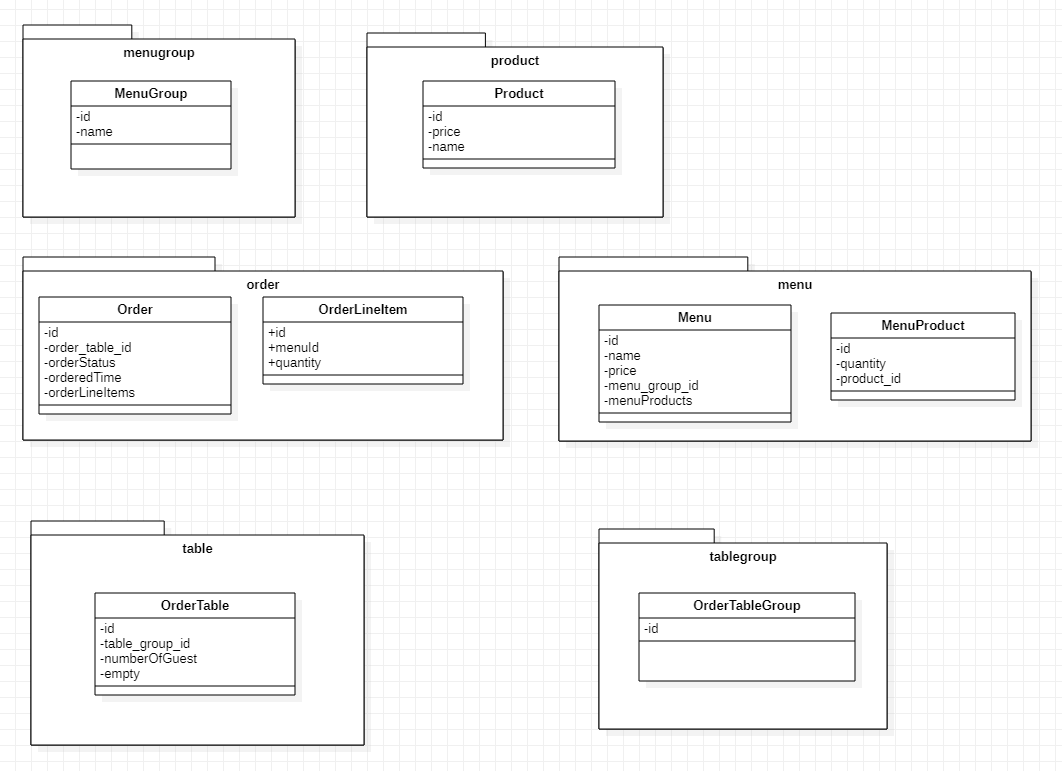 menugroup
MenuGroup
-id
-name
product
Product
-id
-price
-name
order
Order
-id
-order_table_id
-orderStatus
-orderedTime
-orderLineItems
OrderLineItem
+id
+menuId
+quantity
menu
Menu
-id
-name
-price
-menu_group_id
-menuProducts
MenuProduct
-id
-quantity
-product_id
table
OrderTable
-id
-table_group_id
-numberOfGuest
-empty
tablegroup
OrderTableGroup
-id